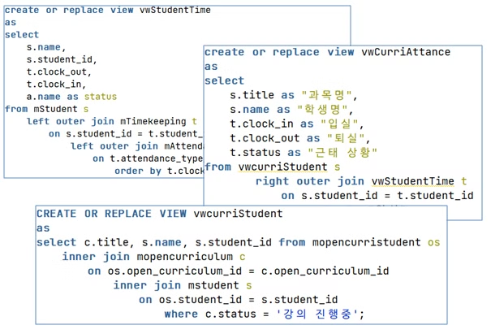 create or replace view vwStudentTime
as
select
s.name,
s.student_id,
t.clock_out,
t.clock_in,
a.name as status
from mStudent s
left outer join mTimekeeping t
on s.student_id = t.student_
left outer join mAttend
on t.attendance_type
order by t.clock
create or replace view vwCurriAttance
as
select
s.title as "과목명",
s.name as "학생명",
t.clock_in as "입실",
t.clock_out as "퇴실",
t.status as "근태 상황"
from vwcurriStudent s
right outer join vwStudentTime t
on s.student_id = t.student_id
CREATE OR REPLACE VIEW vwcurriStudent
as
select c.title, s.name, s.student_id from mopencurristudent os
inner join mopencurriculum c
on os.open_curriculum_id = c.open_curriculum_id
inner join mstudent s
on os.student_id = s.student_id
where c.status = '강의 진행중';